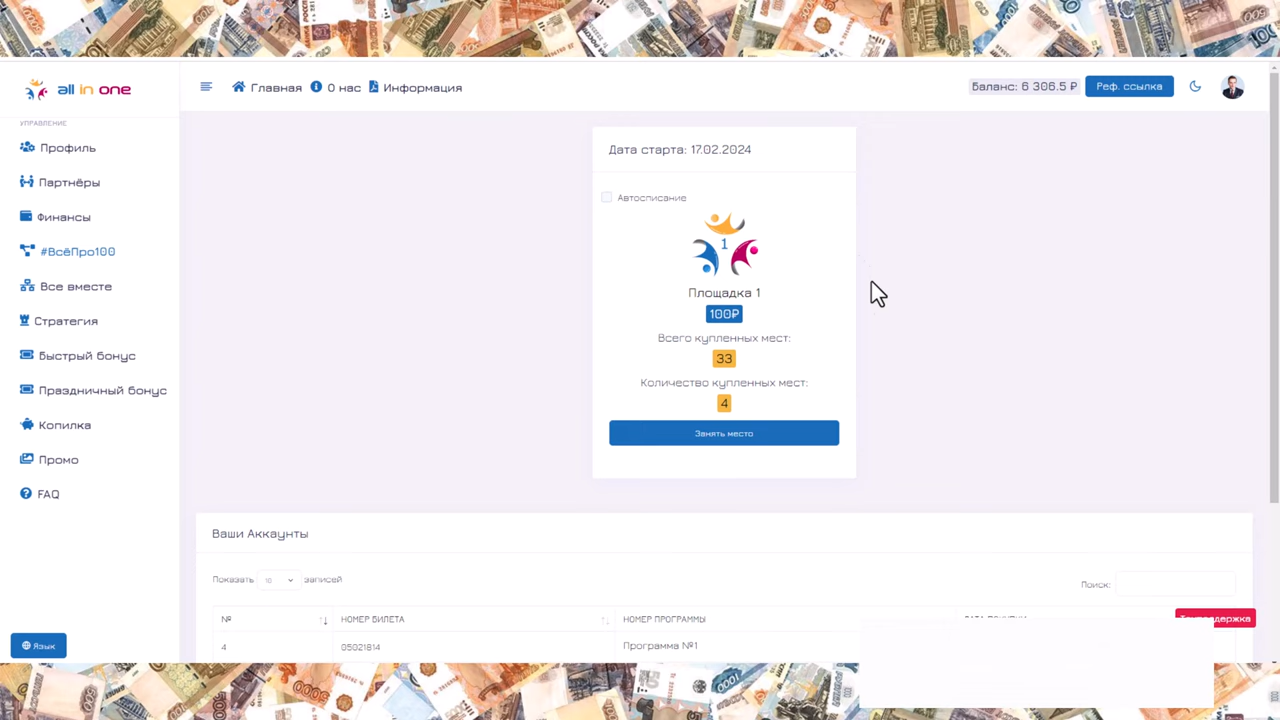 all in one
Главная
О нас
Информация
Баланс: 6 306.5 ₽
Реф. ссылка
УПРАВЛЕНИЕ
Профиль
Партнёры
Финансы
#ВсёПро100
Все вместе
Стратегия
Быстрый бонус
Праздничный бонус
Копилка
Промо
FAQ
Язык
Дата старта: 17.02.2024
Автосписание
1
Площадка 1
100₽
Всего купленных мест:
33
Количество купленных мест:
4
Занять место
Ваши Аккаунты
Показать 10 записей
Поиск:
№ НОМЕР БИЛЕТА НОМЕР ПРОГРАММЫ
4 05021814 Программа №1